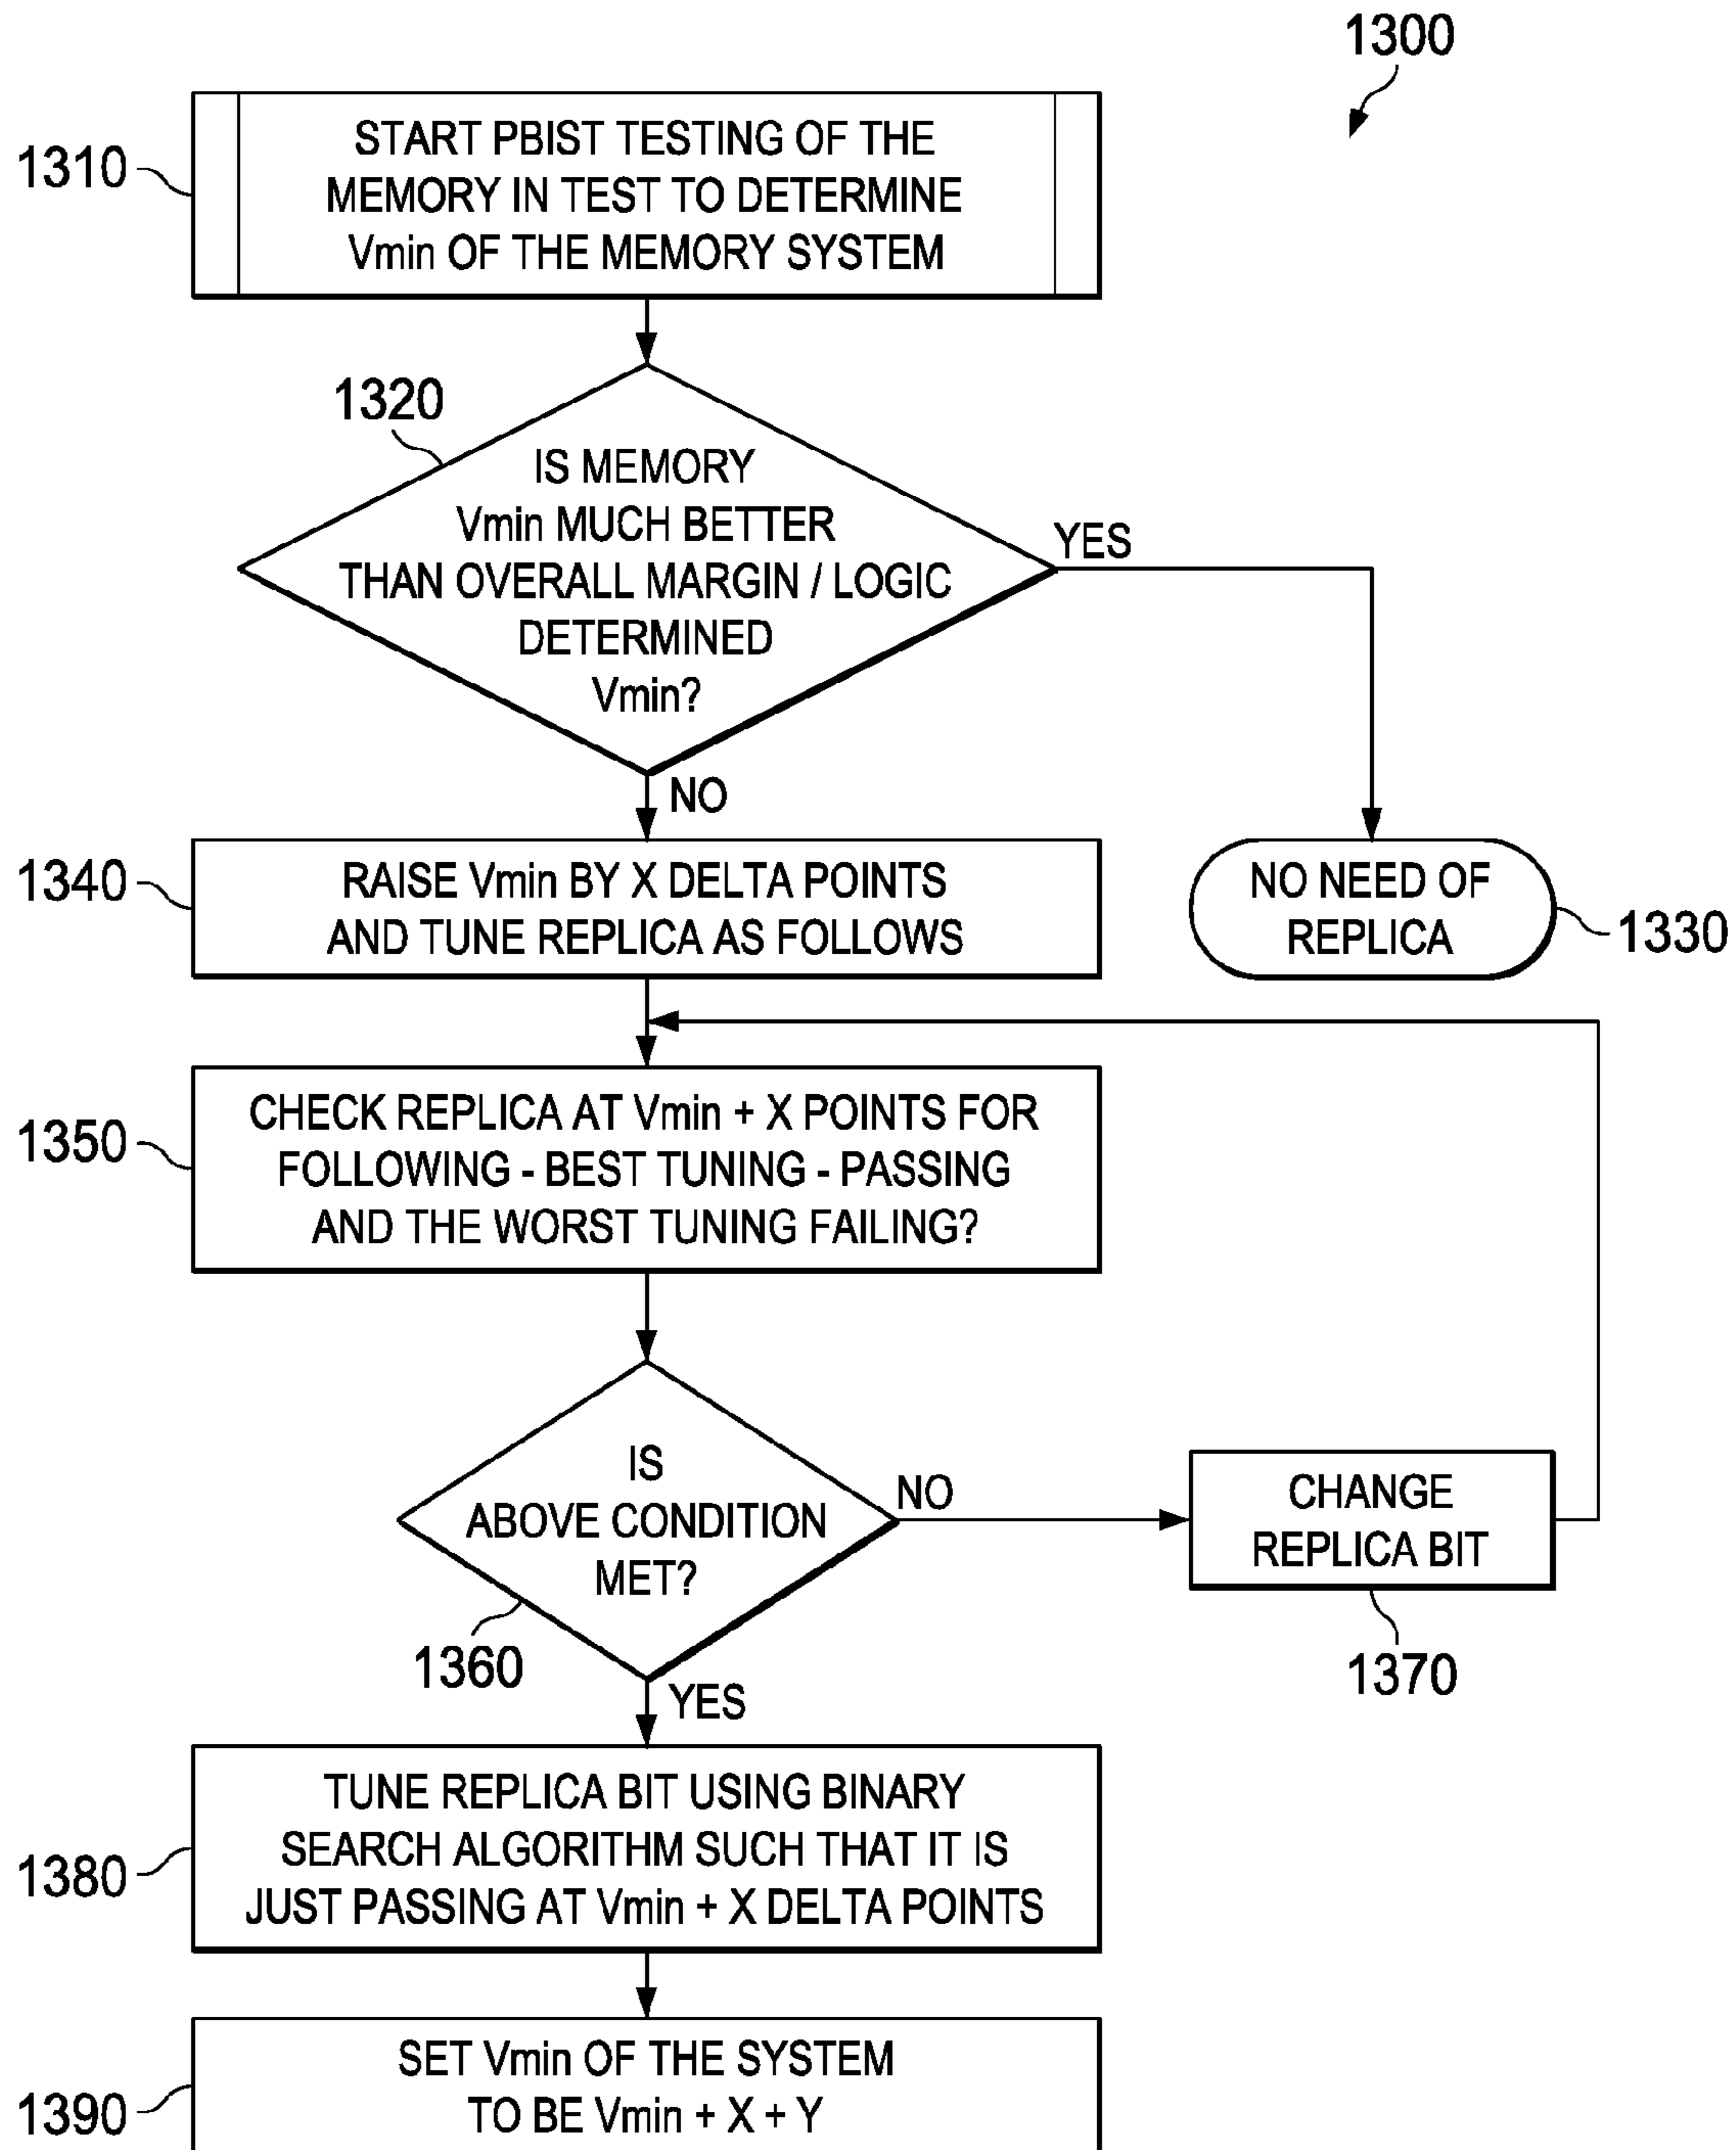 1300
1310
START PBIST TESTING OF THE
MEMORY IN TEST TO DETERMINE
Vmin OF THE MEMORY SYSTEM
1320
IS MEMORY
Vmin MUCH BETTER
THAN OVERALL MARGIN / LOGIC
DETERMINED
Vmin?
YES
NO
1340
RAISE Vmin BY X DELTA POINTS
AND TUNE REPLICA AS FOLLOWS
NO NEED OF
REPLICA
1330
1350
CHECK REPLICA AT Vmin + X POINTS FOR
FOLLOWING - BEST TUNING - PASSING
AND THE WORST TUNING FAILING?
IS
ABOVE CONDITION
MET?
1360
NO
CHANGE
REPLICA BIT
1370
YES
1380
TUNE REPLICA BIT USING BINARY
SEARCH ALGORITHM SUCH THAT IT IS
JUST PASSING AT Vmin + X DELTA POINTS
1390
SET Vmin OF THE SYSTEM
TO BE Vmin + X + Y